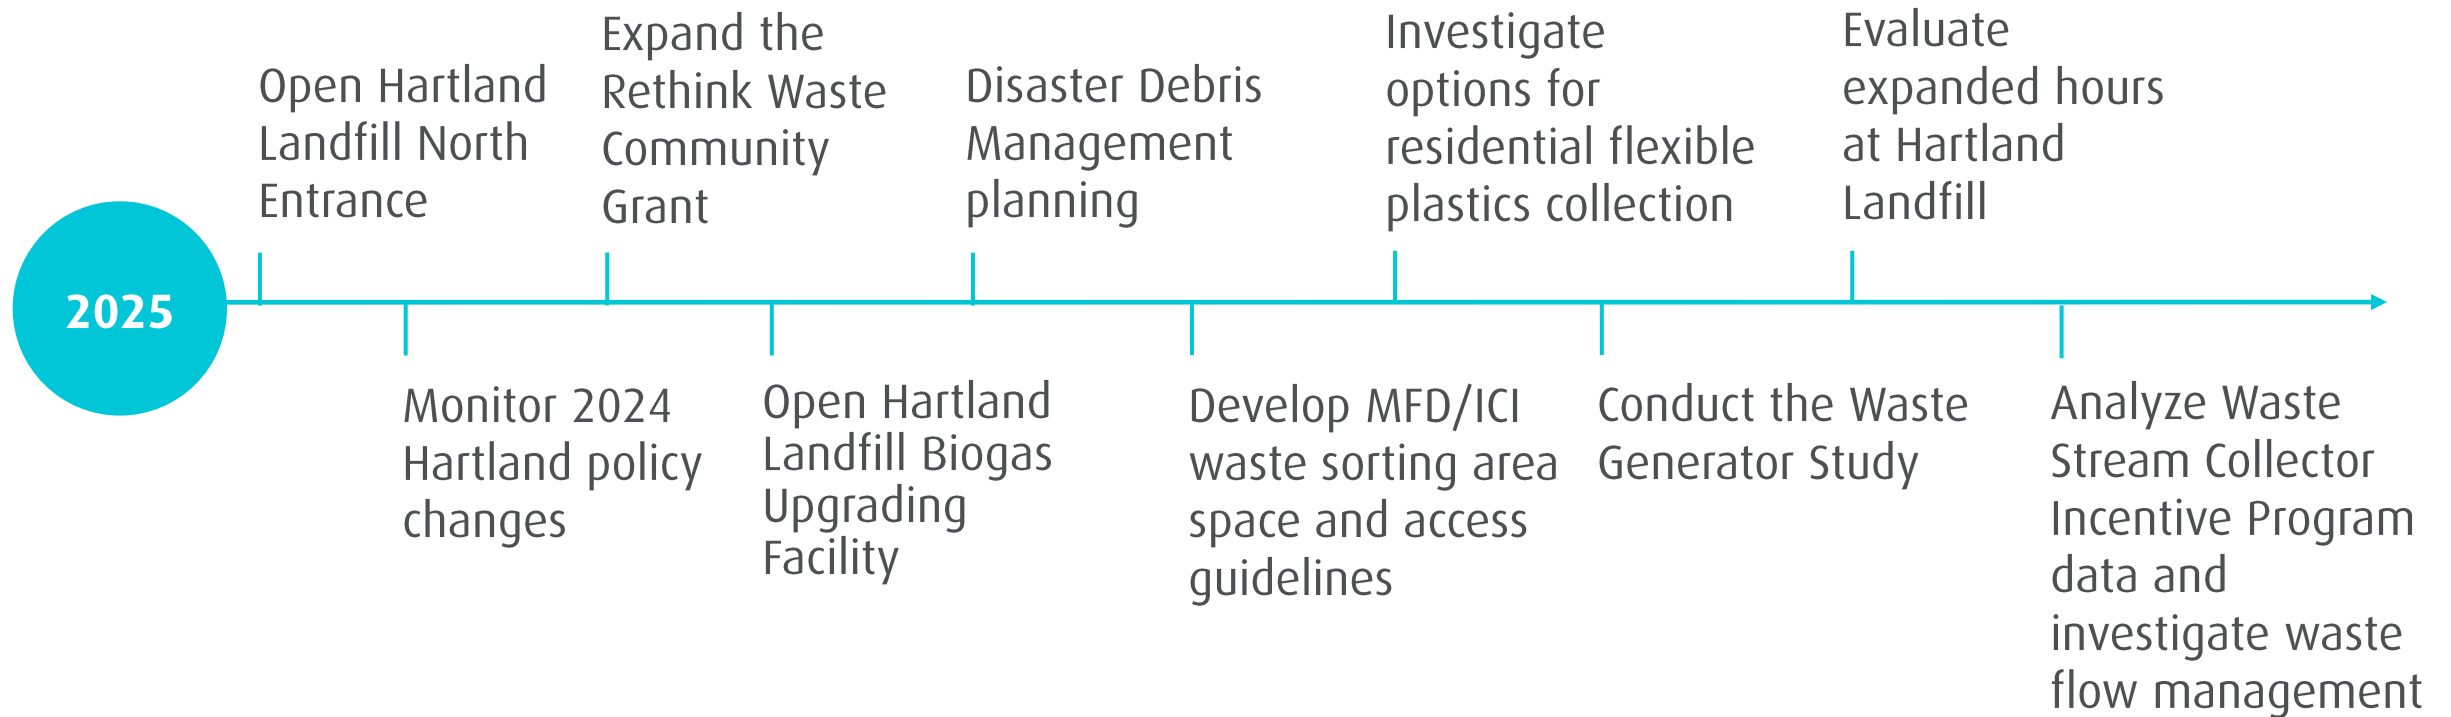 2025
Open Hartland
Landfill North
Entrance
Monitor 2024
Hartland policy
changes
Expand the
Rethink Waste
Community
Grant
Open Hartland
Landfill Biogas
Upgrading
Facility
Disaster Debris
Management
planning
Develop MFD/ICI
waste sorting area
space and access
guidelines
Investigate
options for
residential flexible
plastics collection
Conduct the Waste
Generator Study
Evaluate
expanded hours
at Hartland
Landfill
Analyze Waste
Stream Collector
Incentive Program
data and
investigate waste
flow management